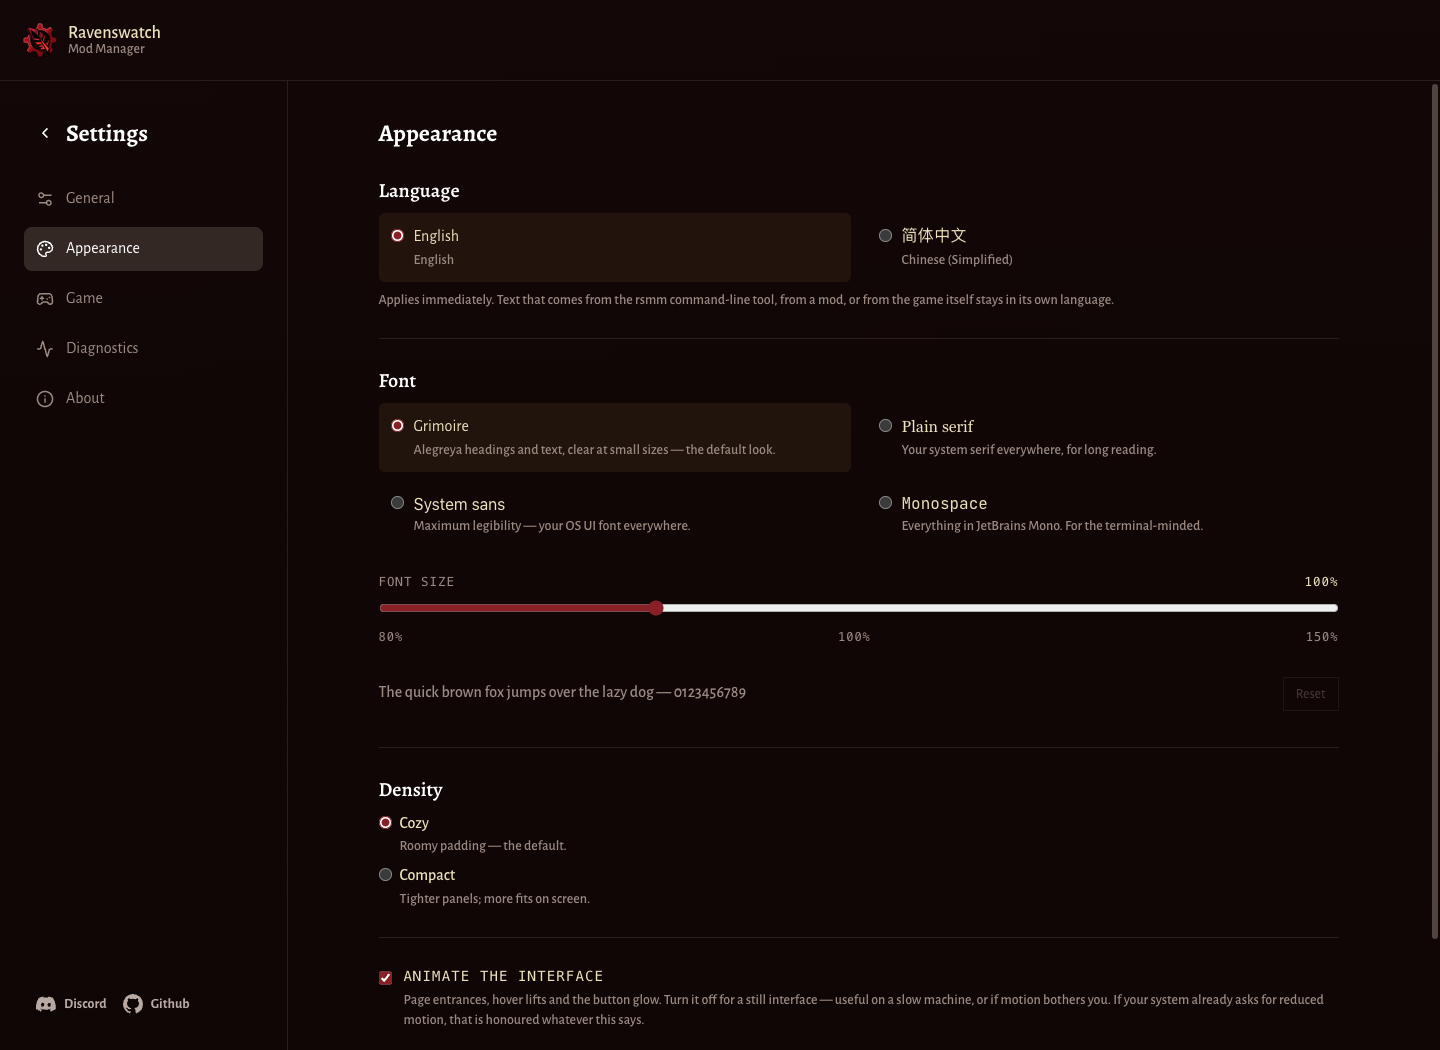 Ravenswatch
Mod Manager
Settings
General
Appearance
Game
Diagnostics
About
Discord
Github
Appearance
Language
English
English
简体中文
Chinese (Simplified)
Applies immediately. Text that comes from the rsmm command-line tool, from a mod, or from the game itself stays in its own language.
Font
Grimoire
Alegreya headings and text, clear at small sizes — the default look.
Plain serif
Your system serif everywhere, for long reading.
System sans
Maximum legibility — your OS UI font everywhere.
Monospace
Everything in JetBrains Mono. For the terminal-minded.
FONT SIZE
100%
80%
100%
150%
The quick brown fox jumps over the lazy dog — 0123456789
Reset
Density
Cozy
Roomy padding — the default.
Compact
Tighter panels; more fits on screen.
ANIMATE THE INTERFACE
Page entrances, hover lifts and the button glow. Turn it off for a still interface — useful on a slow machine, or if motion bothers you. If your system already asks for reduced
motion, that is honoured whatever this says.